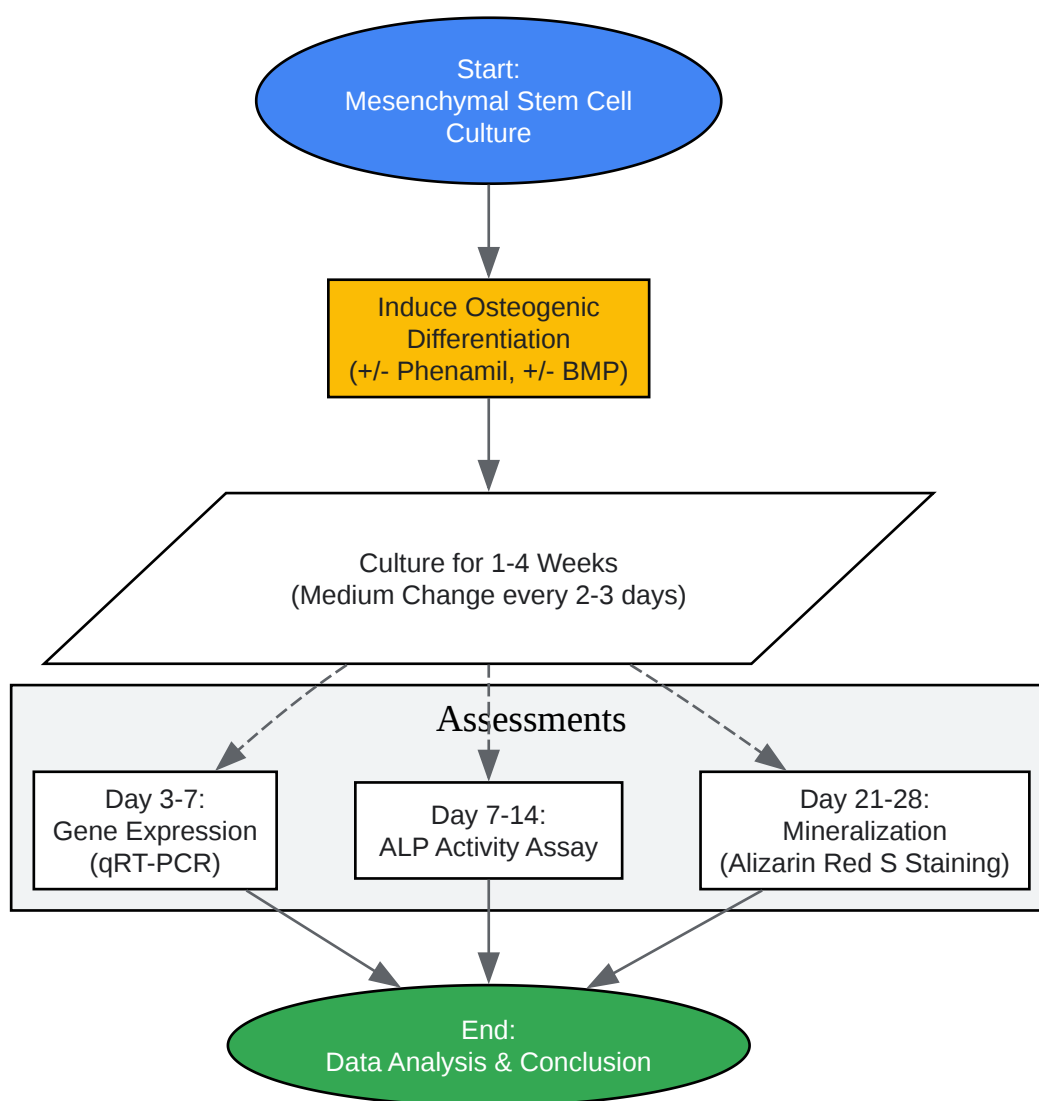 Start:
Mesenchymal Stem Cell
Culture
Induce Osteogenic
Differentiation
(+/- Phenamil, +/- BMP)
Culture for 1-4 Weeks
(Medium Change every 2-3 days)
Assessments
Day 3-7:
Gene Expression
(qRT-PCR)
Day 7-14:
ALP Activity Assay
Day 21-28:
Mineralization
(Alizarin Red S Staining)
End:
Data Analysis & Conclusion